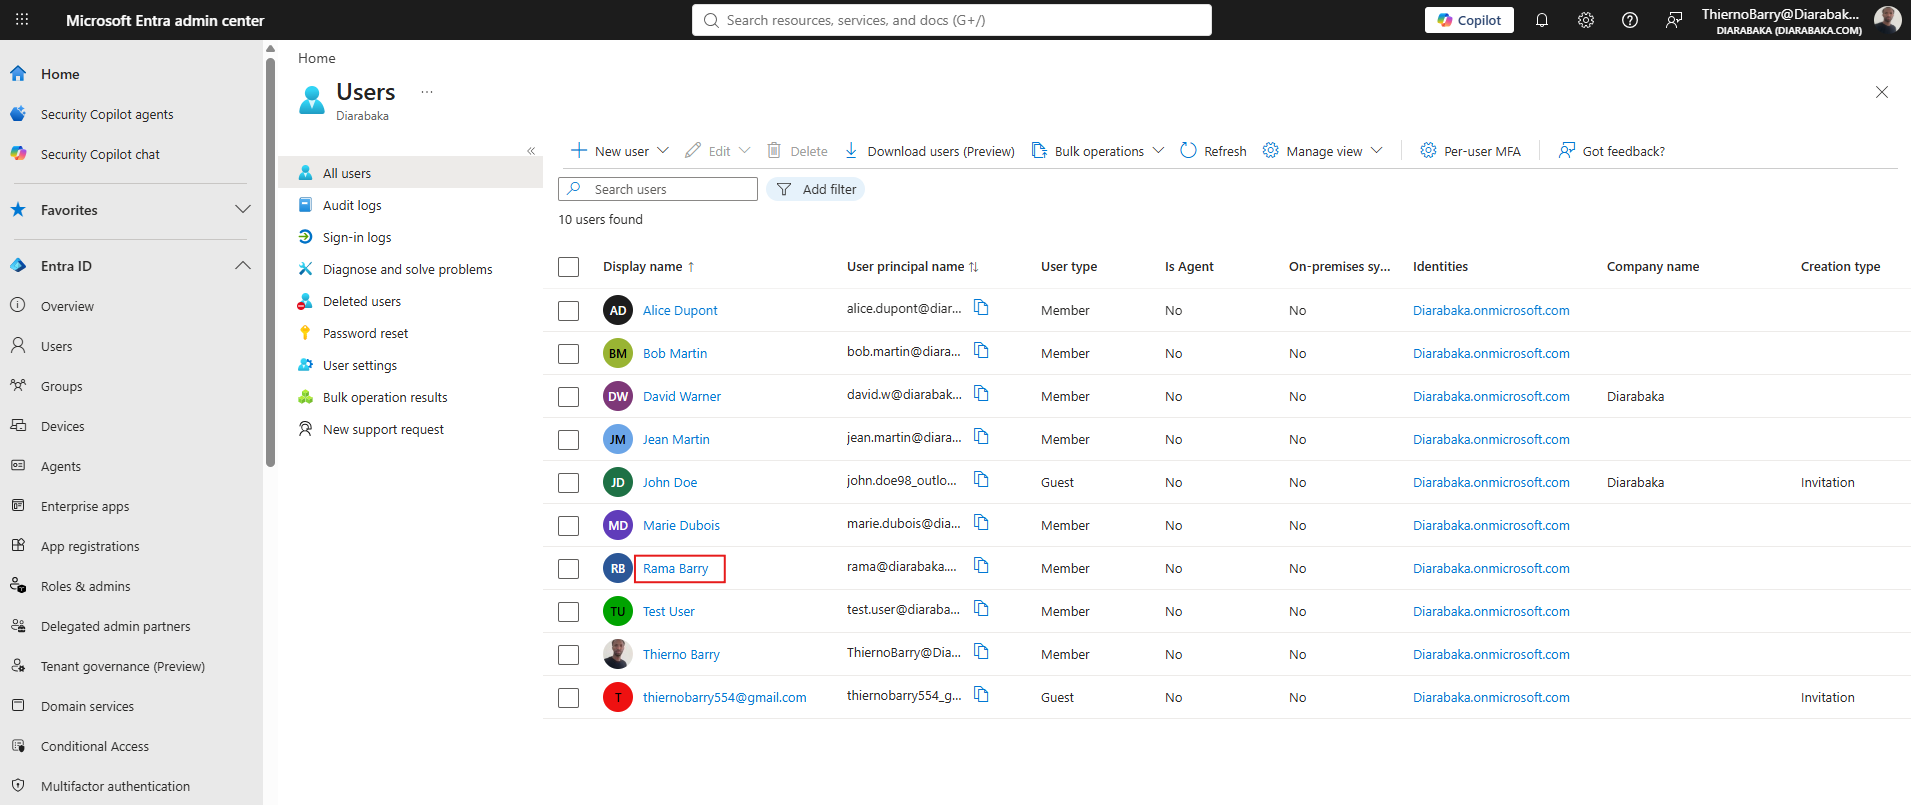 Microsoft Entra admin center
Search resources, services, and docs (G+/)
Copilot
ThiernoBarry@Diarabak...
DIARABAKA (DIARABAKA.COM)
Home
Security Copilot agents
Security Copilot chat
Favorites
Entra ID
Overview
Users
Groups
Devices
Agents
Enterprise apps
App registrations
Roles & admins
Delegated admin partners
Tenant governance (Preview)
Domain services
Conditional Access
Multifactor authentication
Home
Users
...
Diarabaka
All users
Audit logs
Sign-in logs
Diagnose and solve problems
Deleted users
Password reset
User settings
Bulk operation results
New support request
New user Edit Delete Download users (Preview) Bulk operations Refresh Manage view Per-user MFA Got feedback?
Search users Add filter
10 users found
Display name ↑ User principal name ↑↓ User type Is Agent On-premises sy... Identities Company name Creation type
AD Alice Dupont alice.dupont@diar... Member No No Diarabaka.onmicrosoft.com
BM Bob Martin bob.martin@diara... Member No No Diarabaka.onmicrosoft.com
DW David Warner david.w@diarabak... Member No No Diarabaka.onmicrosoft.com Diarabaka
JM Jean Martin jean.martin@diara... Member No No Diarabaka.onmicrosoft.com
JD John Doe john.doe98_outlo... Guest No No Diarabaka.onmicrosoft.com Diarabaka Invitation
MD Marie Dubois marie.dubois@dia... Member No No Diarabaka.onmicrosoft.com
RB Rama Barry rama@diarabaka.... Member No No Diarabaka.onmicrosoft.com
TU Test User test.user@diaraba... Member No No Diarabaka.onmicrosoft.com
Thierno Barry ThiernoBarry@Dia... Member No No Diarabaka.onmicrosoft.com
T thiernobarry554@gmail.com thiernobarry554_g... Guest No No Diarabaka.onmicrosoft.com Invitation